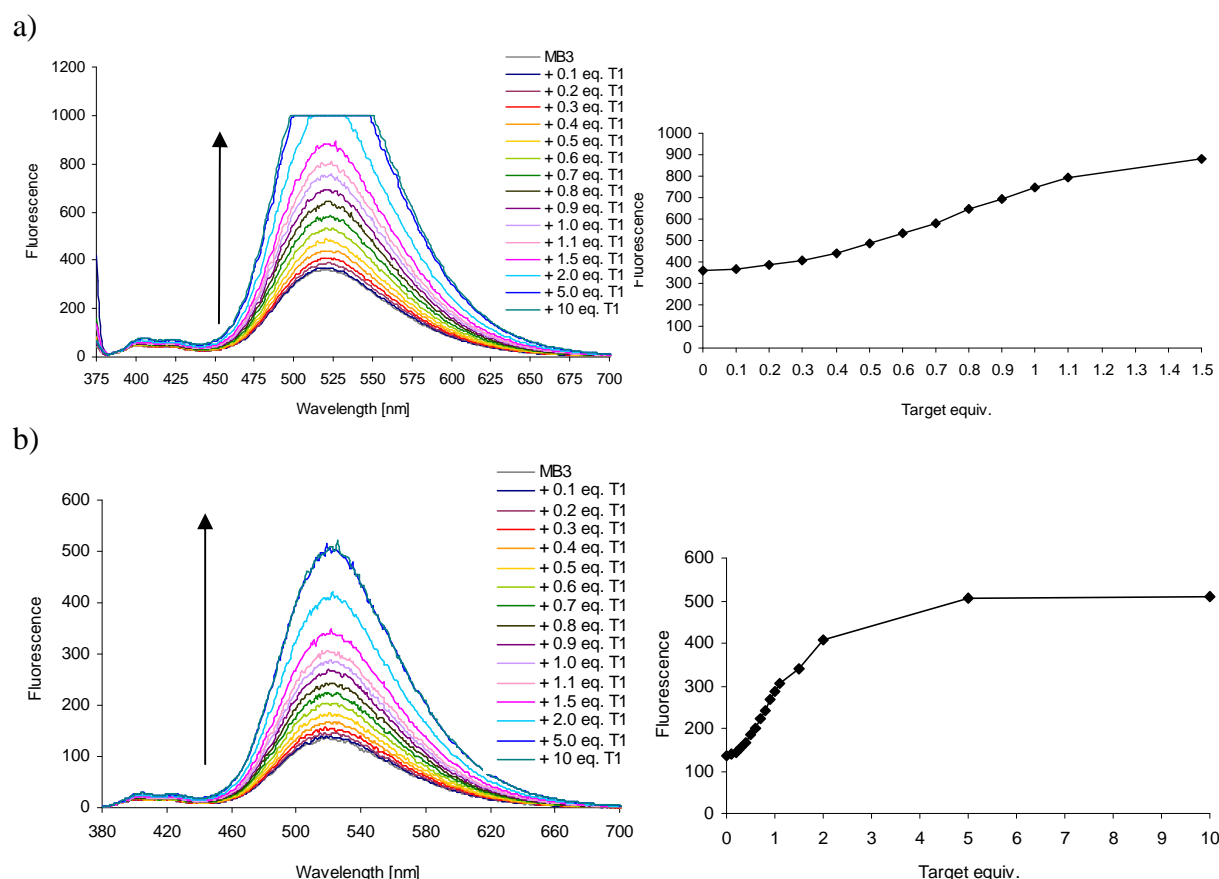 a)
Fluorescence
1200
1000
800
600
400
200
0
375 400 425 450 475 500 525 550 575 600 625 650 675 700
Wavelength [nm]
MB3
+ 0.1 eq. T1
+ 0.2 eq. T1
+ 0.3 eq. T1
+ 0.4 eq. T1
+ 0.5 eq. T1
+ 0.6 eq. T1
+ 0.7 eq. T1
+ 0.8 eq. T1
+ 0.9 eq. T1
+ 1.0 eq. T1
+ 1.1 eq. T1
+ 1.5 eq. T1
+ 2.0 eq. T1
+ 5.0 eq. T1
+ 10 eq. T1
Fluorescence
1000
900
800
700
600
500
400
300
200
100
0
0 0.1 0.2 0.3 0.4 0.5 0.6 0.7 0.8 0.9 1 1.1 1.2 1.3 1.4 1.5
Target equiv.
b)
Fluorescence
600
500
400
300
200
100
0
380 420 460 500 540 580 620 660 700
Wavelength [nm]
MB3
+ 0.1 eq. T1
+ 0.2 eq. T1
+ 0.3 eq. T1
+ 0.4 eq. T1
+ 0.5 eq. T1
+ 0.6 eq. T1
+ 0.7 eq. T1
+ 0.8 eq. T1
+ 0.9 eq. T1
+ 1.0 eq. T1
+ 1.1 eq. T1
+ 1.5 eq. T1
+ 2.0 eq. T1
+ 5.0 eq. T1
+ 10 eq. T1
Fluorescence
600
500
400
300
200
100
0
0 1 2 3 4 5 6 7 8 9 10
Target equiv.